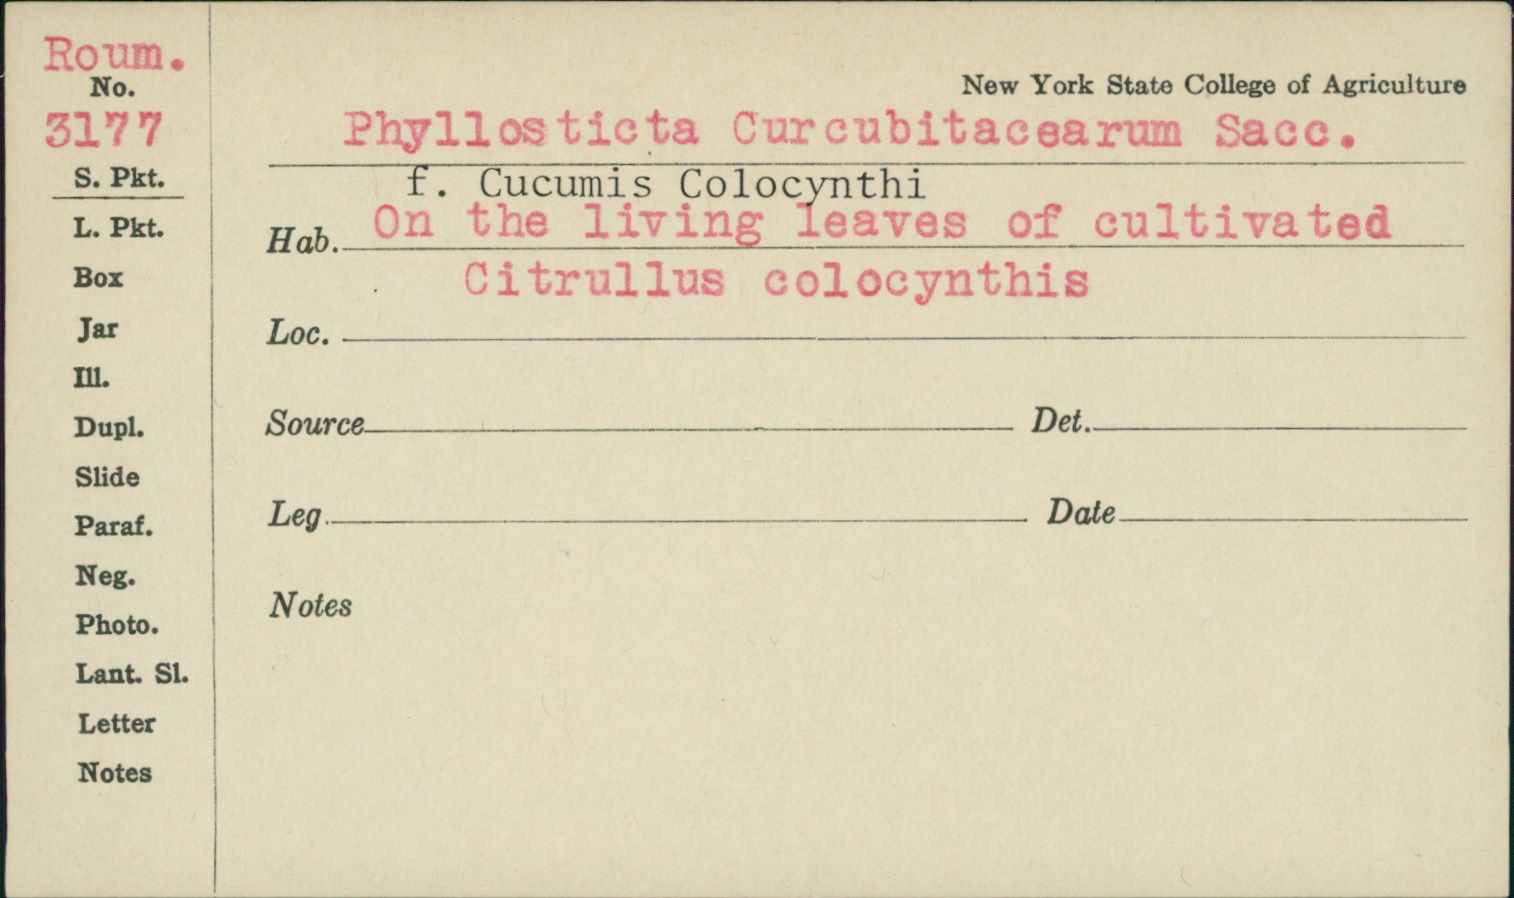 Roum.
No.
3177
S. Pkt.
L. Pkt.
Box
Jar
Ill.
Dupl.
Slide
Paraf.
Neg.
Photo.
Lant. Sl.
Letter
Notes
New York State College of Agriculture
Phyllosticta Curcubitacearum Sacc.
f. Cucumis Colocynthi
Hab. On the living leaves of cultivated
Citrullus colocynthis
Loc.
Source Det.
Leg. Date
Notes